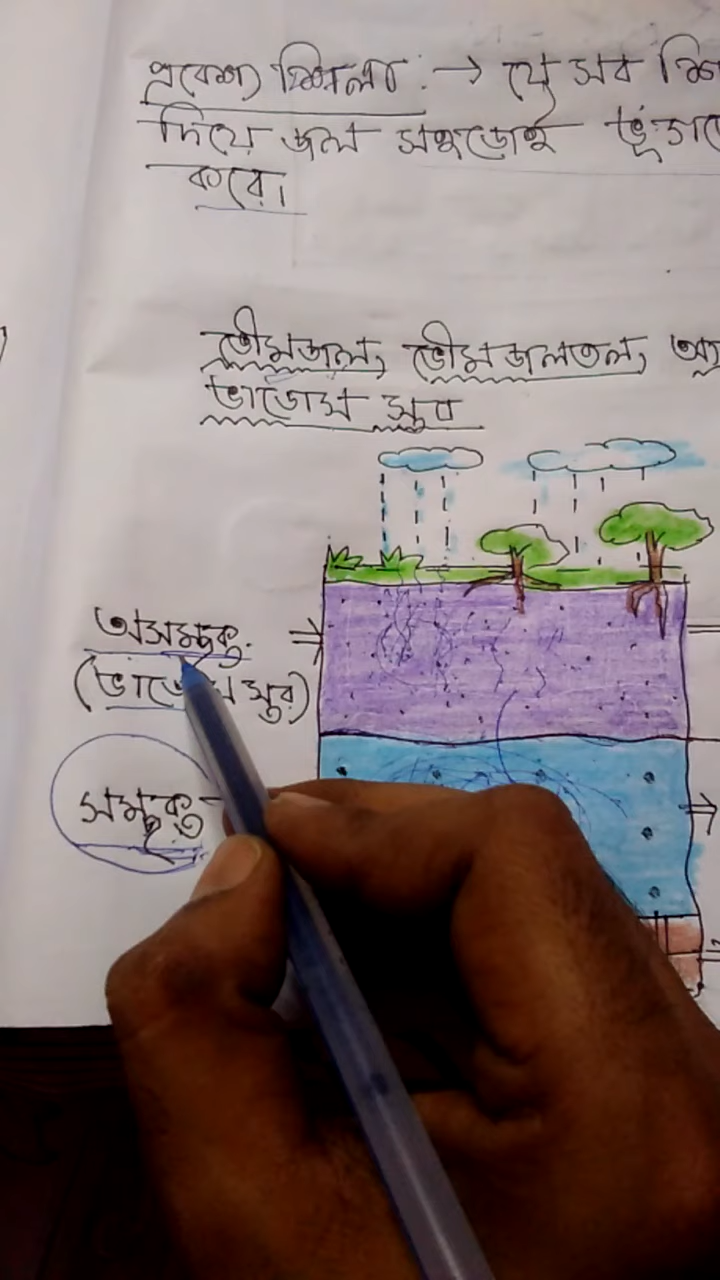 প্রবেশ্য শিলা :→ যে সব শি
দিয়ে জল সহজেই ভূগ
করে।
ভৌমজল, ভৌমজলতল, অ
ভাদোস স্তর
অসম্পৃক্ত
(ভাদোস স্তর)
সম্পৃক্ত